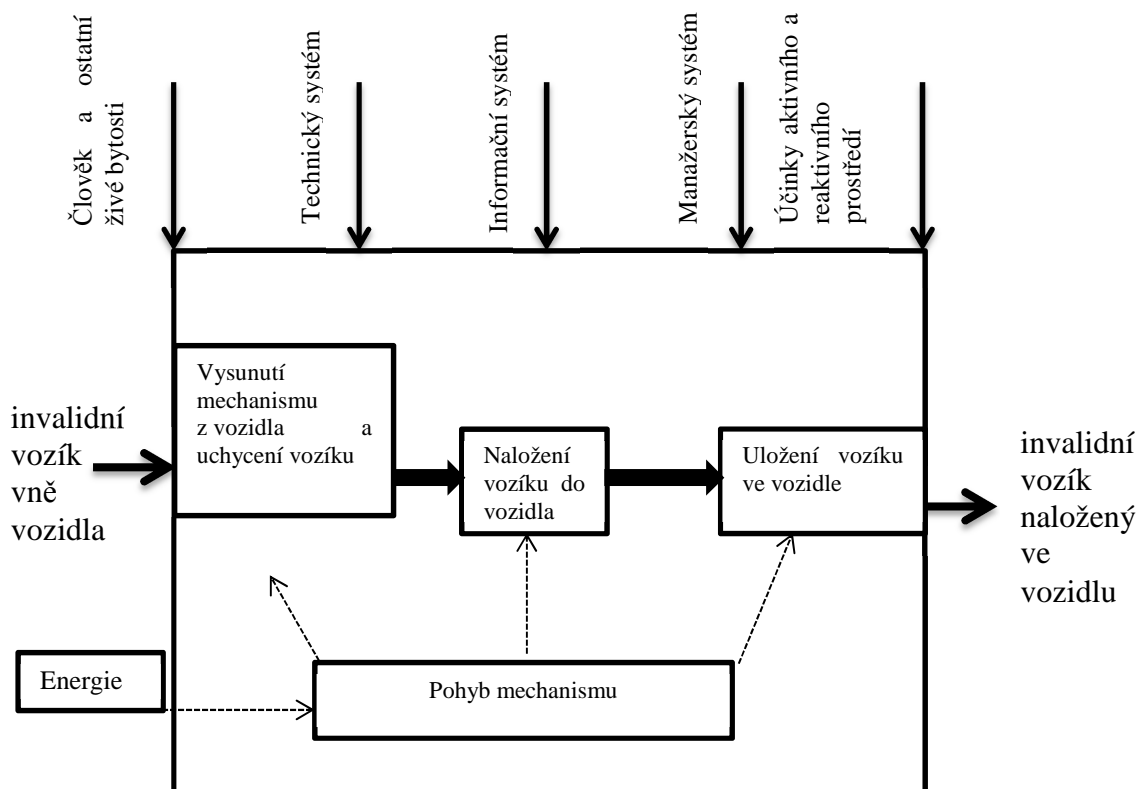 Člověk a ostatní
živé bytosti
Technický systém
Informační systém
Manažerský systém
Účinky aktivního a
reaktivního
prostředí
invalidní
vozík
vně
vozidla
Vysunutí
mechanismu
z vozidla a
uchycení vozíku
Naložení
vozíku do
vozidla
Uložení vozíku
ve vozidle
invalidní
vozík
naložený
ve
vozidlu
Energie
Pohyb mechanismu